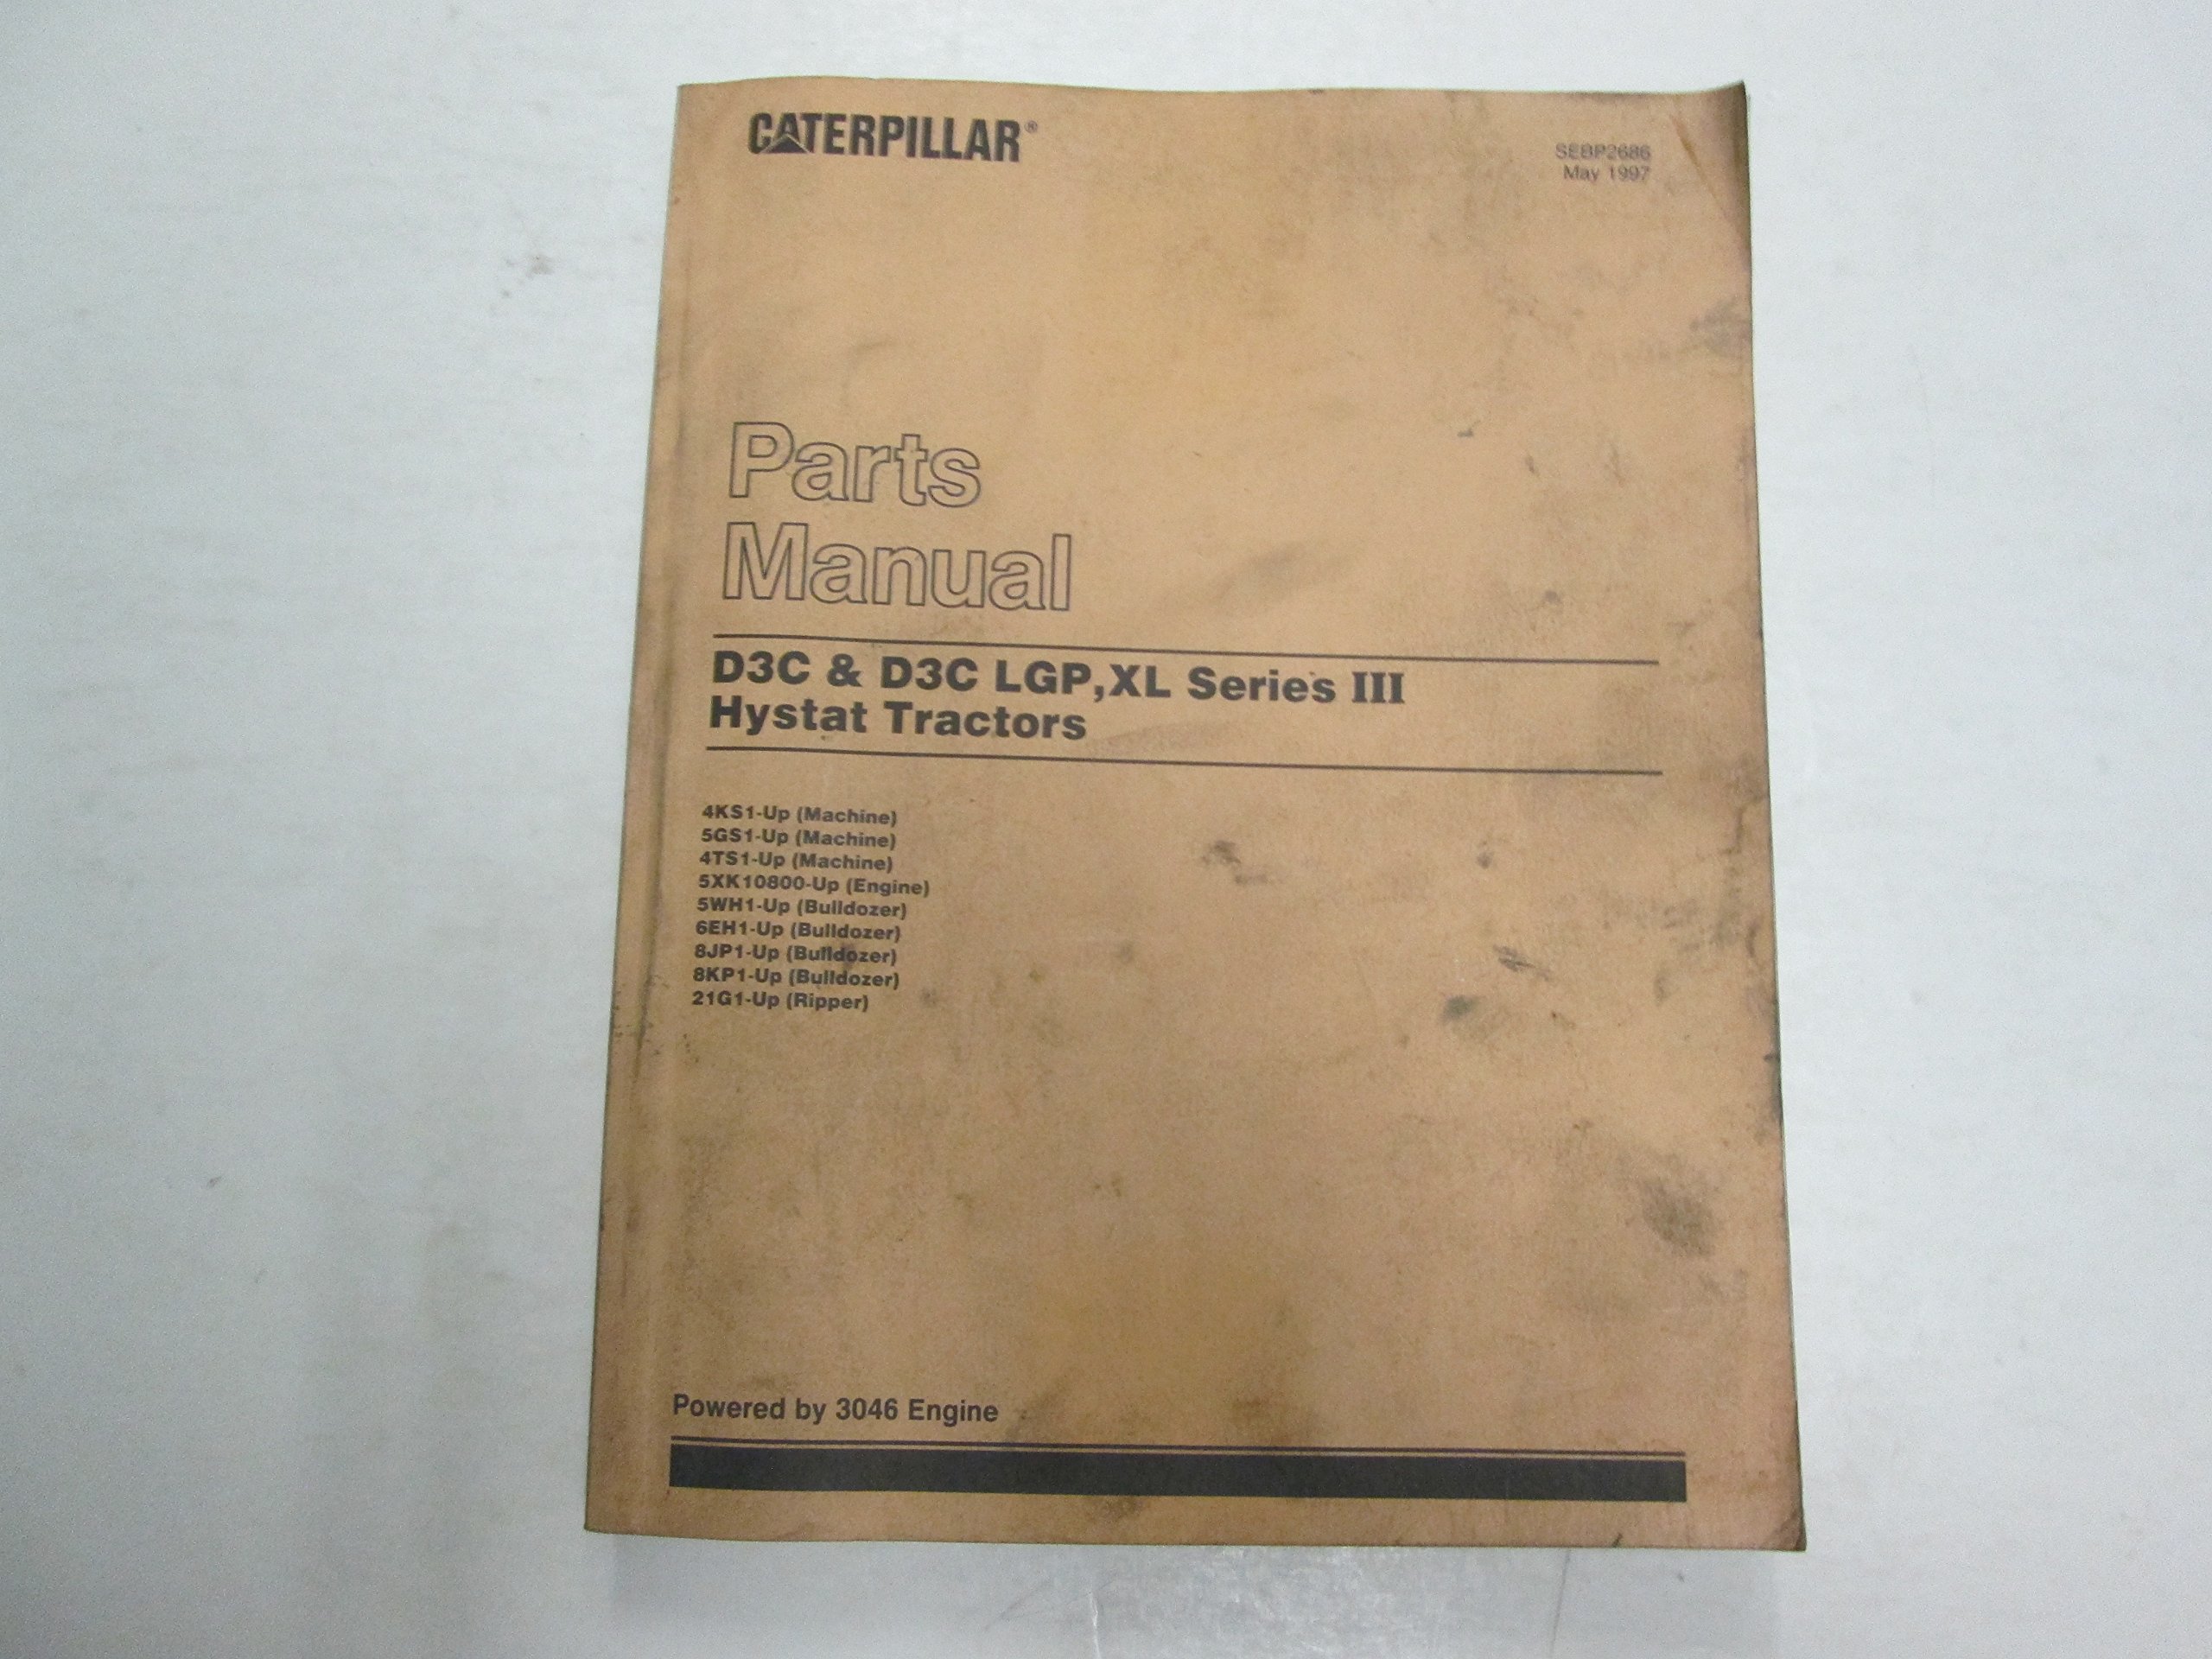 CATERPILLAR®
SEBP2686
May 1997
Parts
Manual
D3C & D3C LGP,XL Series III
Hystat Tractors
4KS1-Up (Machine)
5GS1-Up (Machine)
4TS1-Up (Machine)
5XK10800-Up (Engine)
5WH1-Up (Bulldozer)
6EH1-Up (Bulldozer)
8JP1-Up (Bulldozer)
8KP1-Up (Bulldozer)
21G1-Up (Ripper)
Powered by 3046 Engine